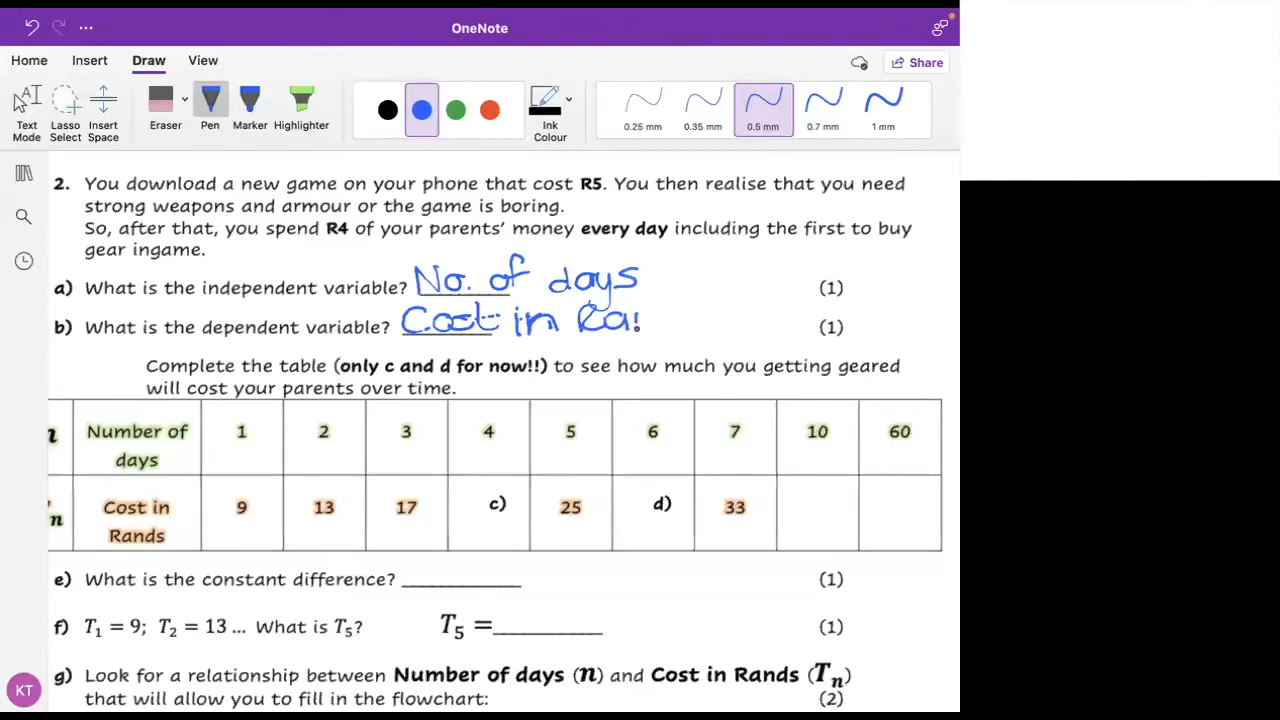 OneNote
Home Insert Draw View
Share
Text Mode
Lasso Select
Insert Space
Eraser
Pen
Marker
Highlighter
Ink Colour
0.25 mm
0.35 mm
0.5 mm
0.7 mm
1 mm
2. You download a new game on your phone that cost R5. You then realise that you need
strong weapons and armour or the game is boring.
So, after that, you spend R4 of your parents' money every day including the first to buy
gear ingame.
a) What is the independent variable? No. of days (1)
b) What is the dependent variable? Cost in Ra (1)
Complete the table (only c and d for now!!) to see how much you getting geared
will cost your parents over time.
n Number of days 1 2 3 4 5 6 7 10 60
n Cost in Rands 9 13 17 c) 25 d) 33
e) What is the constant difference? ____________ (1)
f) T₁ = 9; T₂ = 13 ... What is T₅? T₅ = ___________ (1)
g) Look for a relationship between Number of days (n) and Cost in Rands (Tₙ)
that will allow you to fill in the flowchart: (2)
KT